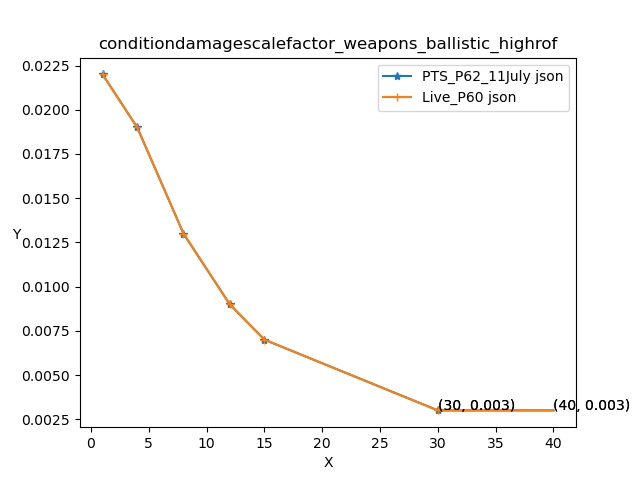 conditiondamagescalefactor_weapons_ballistic_highrof
PTS_P62_11July json
Live_P60 json
0.0225
0.0200
0.0175
0.0150
0.0125
0.0100
0.0075
0.0050
0.0025
Y
(30, 0.003)
(40, 0.003)
0 5 10 15 20 25 30 35 40
X